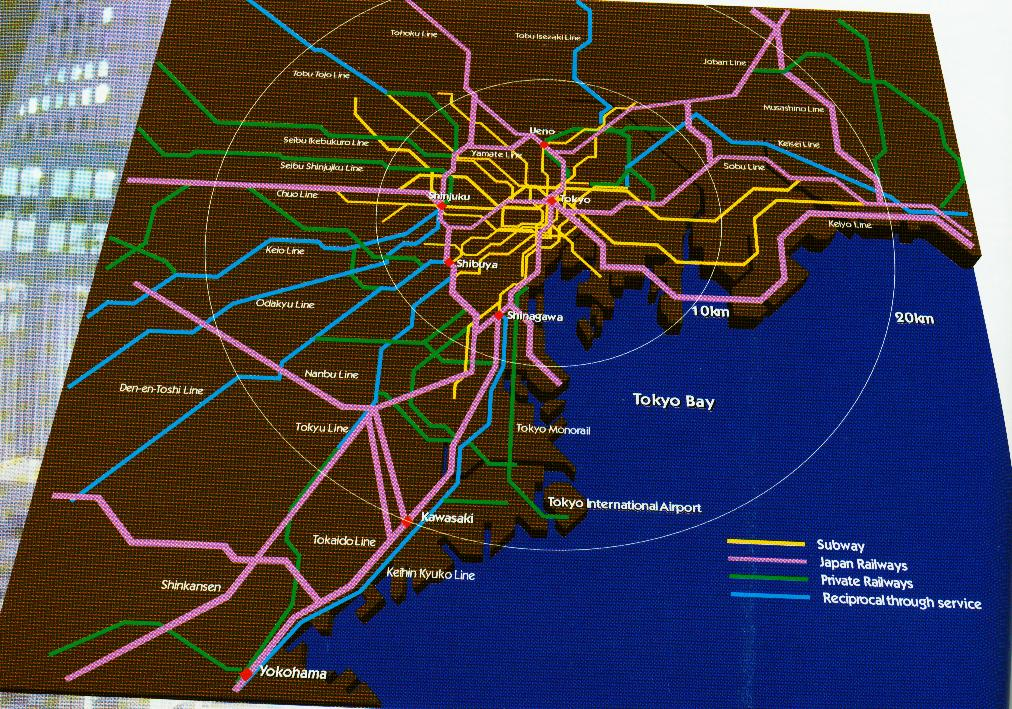 Tohoku Line
Tobu Isezaki Line
Joban Line
Tobu Tojo Line
Musashino Line
Ueno
Seibu Ikebukuro Line
Yamate Line
Keisei Line
Seibu Shinjuku Line
Sobu Line
Chuo Line
Shinjuku
Tokyo
Keiyo Line
Keio Line
Shibuya
Odakyu Line
Shinagawa
10km
20km
Nanbu Line
Den-en-Toshi Line
Tokyo Bay
Tokyu Line
Tokyo Monorail
Tokyo International Airport
Kawasaki
Tokaido Line
Keihin Kyuko Line
Shinkansen
Subway
Japan Railways
Private Railways
Reciprocal through service
Yokohama